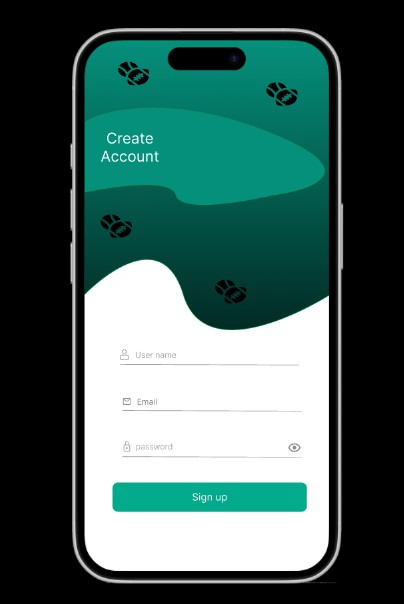 Create
Account
User name
Email
password
Sign up